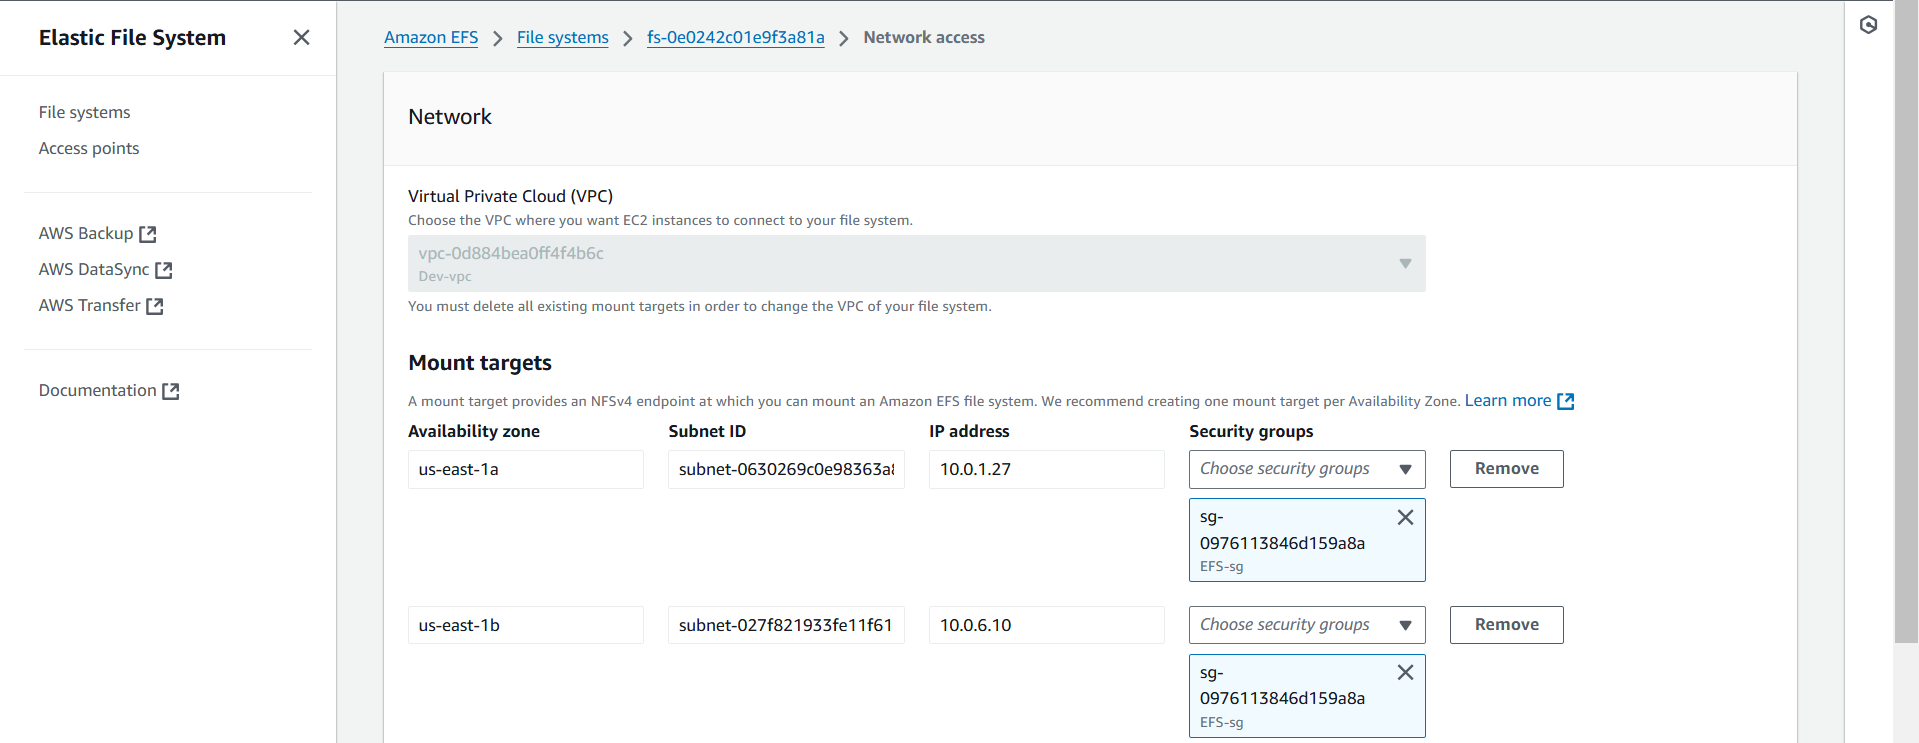 Elastic File System
File systems
Access points
AWS Backup
AWS DataSync
AWS Transfer
Documentation
Amazon EFS > File systems > fs-0e0242c01e9f3a81a > Network access
Network
Virtual Private Cloud (VPC)
Choose the VPC where you want EC2 instances to connect to your file system.
vpc-0d884bea0ff4f4b6c
Dev-vpc
You must delete all existing mount targets in order to change the VPC of your file system.
Mount targets
A mount target provides an NFSv4 endpoint at which you can mount an Amazon EFS file system. We recommend creating one mount target per Availability Zone. Learn more
Availability zone Subnet ID IP address Security groups
us-east-1a subnet-0630269c0e98363a 10.0.1.27 Choose security groups Remove
sg-
0976113846d159a8a
EFS-sg
us-east-1b subnet-027f821933fe11f61 10.0.6.10 Choose security groups Remove
sg-
0976113846d159a8a
EFS-sg